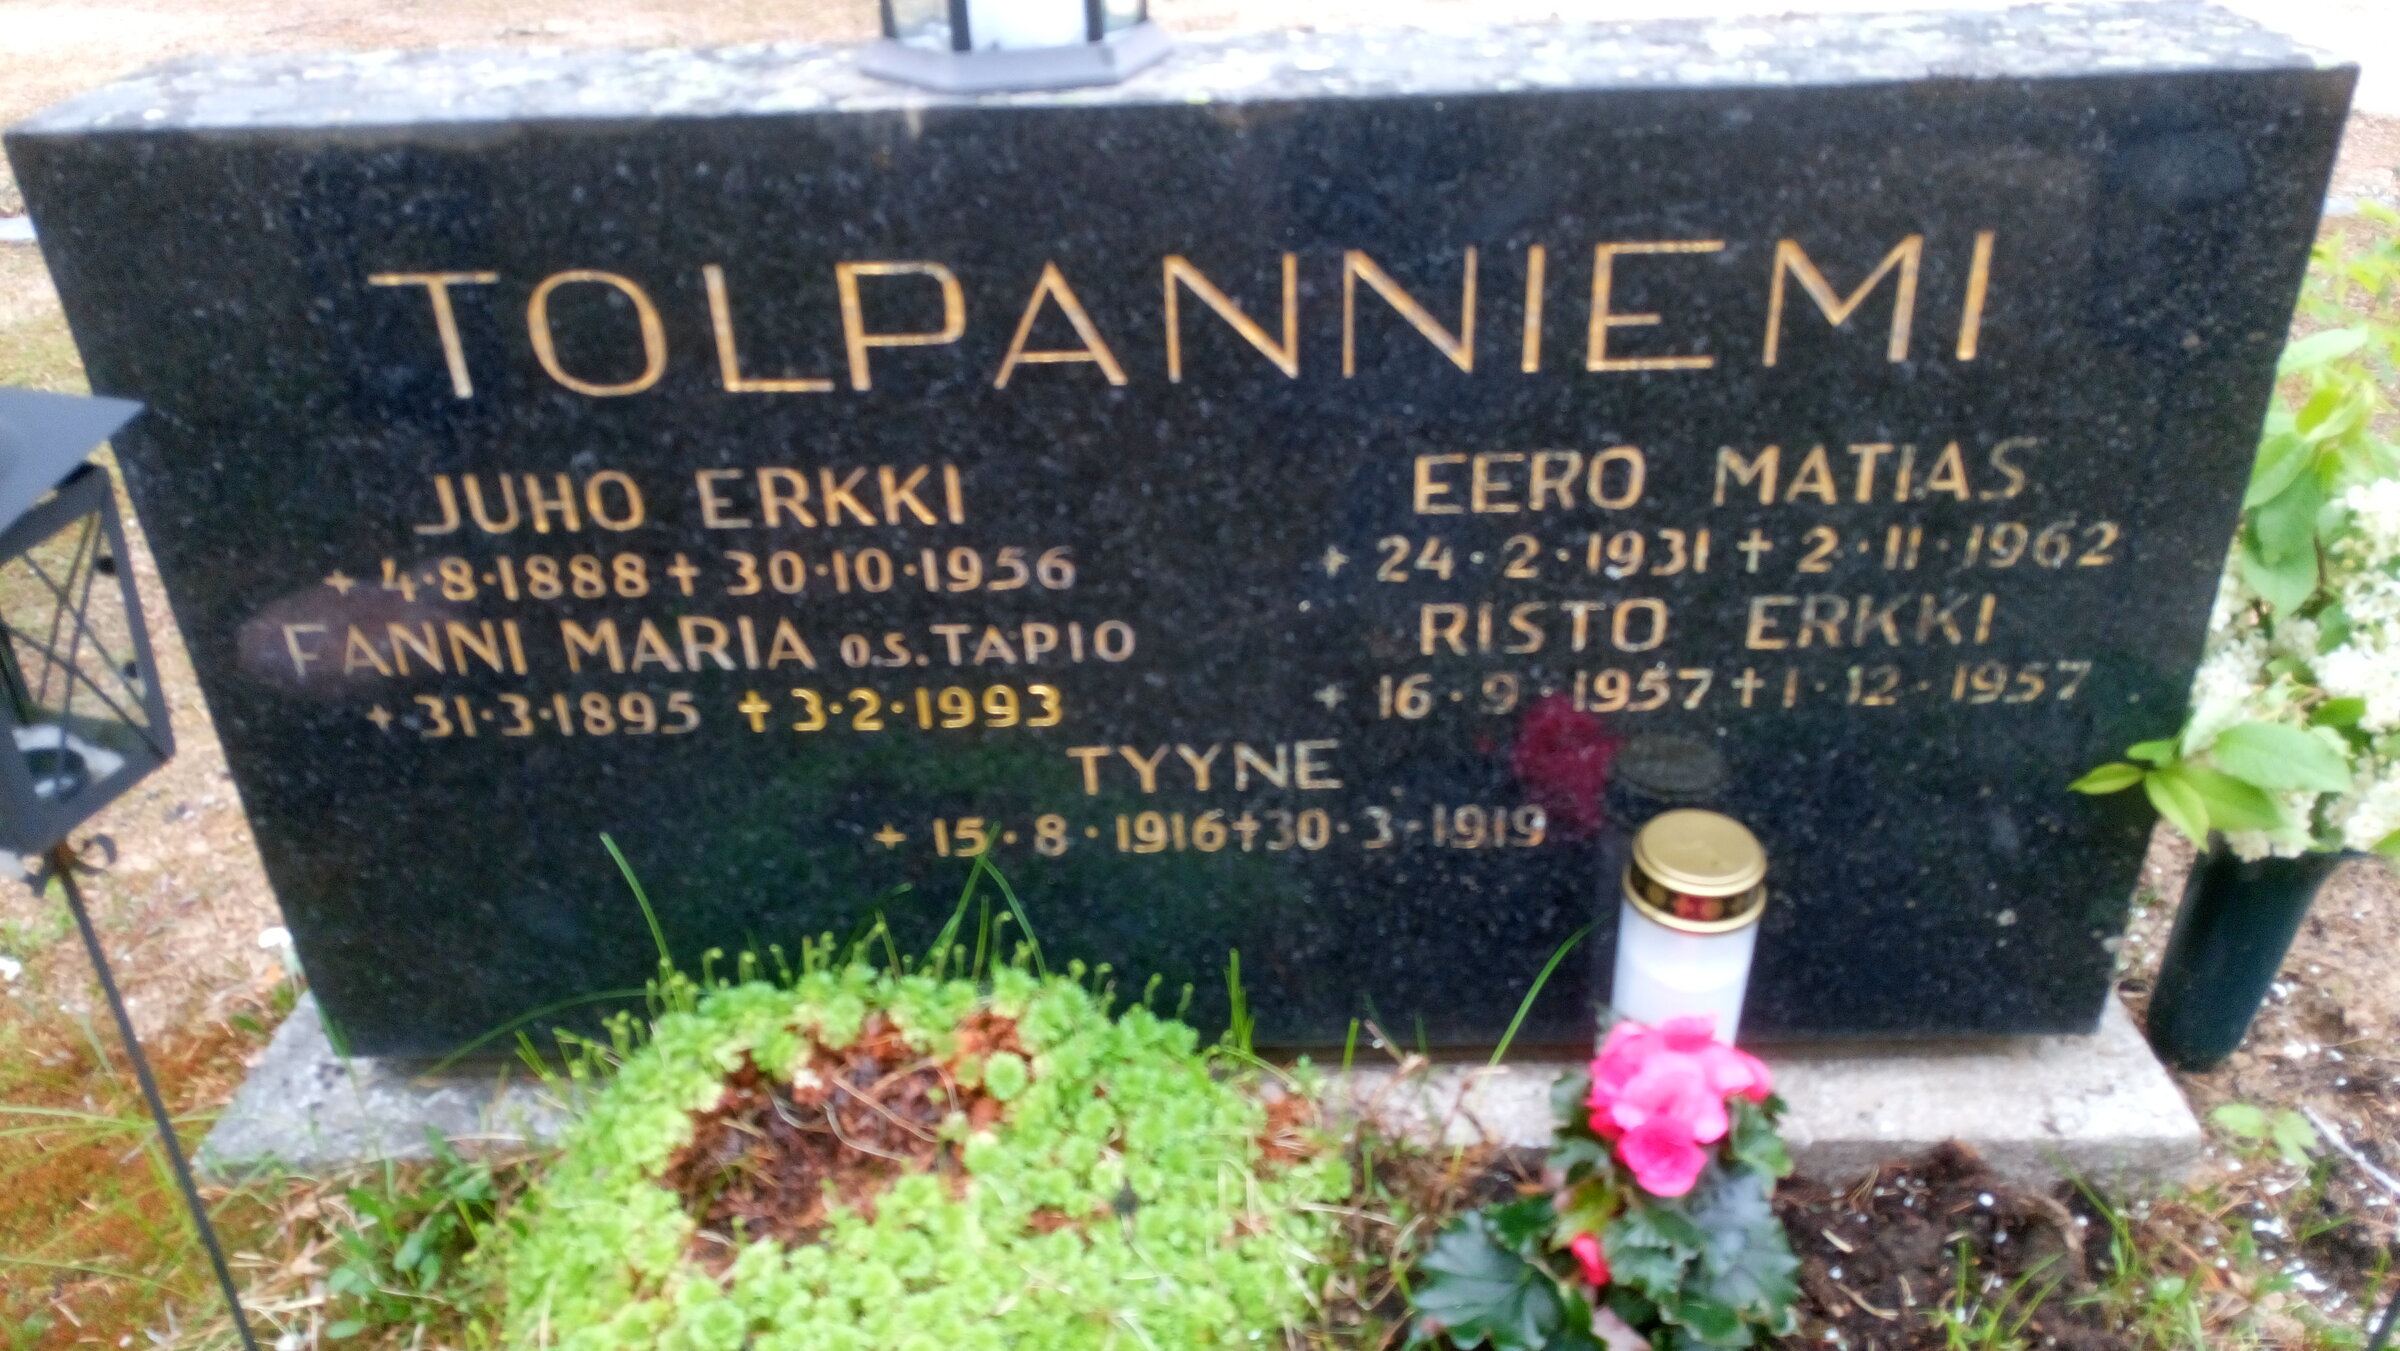 TOLPANNIEMI
JUHO ERKKI
+ 4.8.1888 † 30.10.1956
FANNI MARIA O.S. TAPIO
+ 31.3.1895 † 3.2.1993
EERO MATIAS
+ 24.2.1931 † 2.11.1962
RISTO ERKKI
+ 16.9.1957 † 1.12.1957
TYYNE
+ 15.8.1916 † 30.3.1919